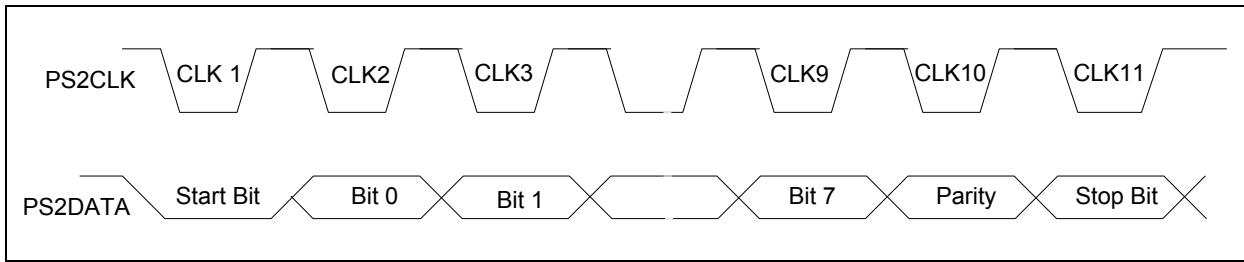 PS2CLK CLK 1 CLK2 CLK3 CLK9 CLK10 CLK11
PS2DATA Start Bit Bit 0 Bit 1 Bit 7 Parity Stop Bit